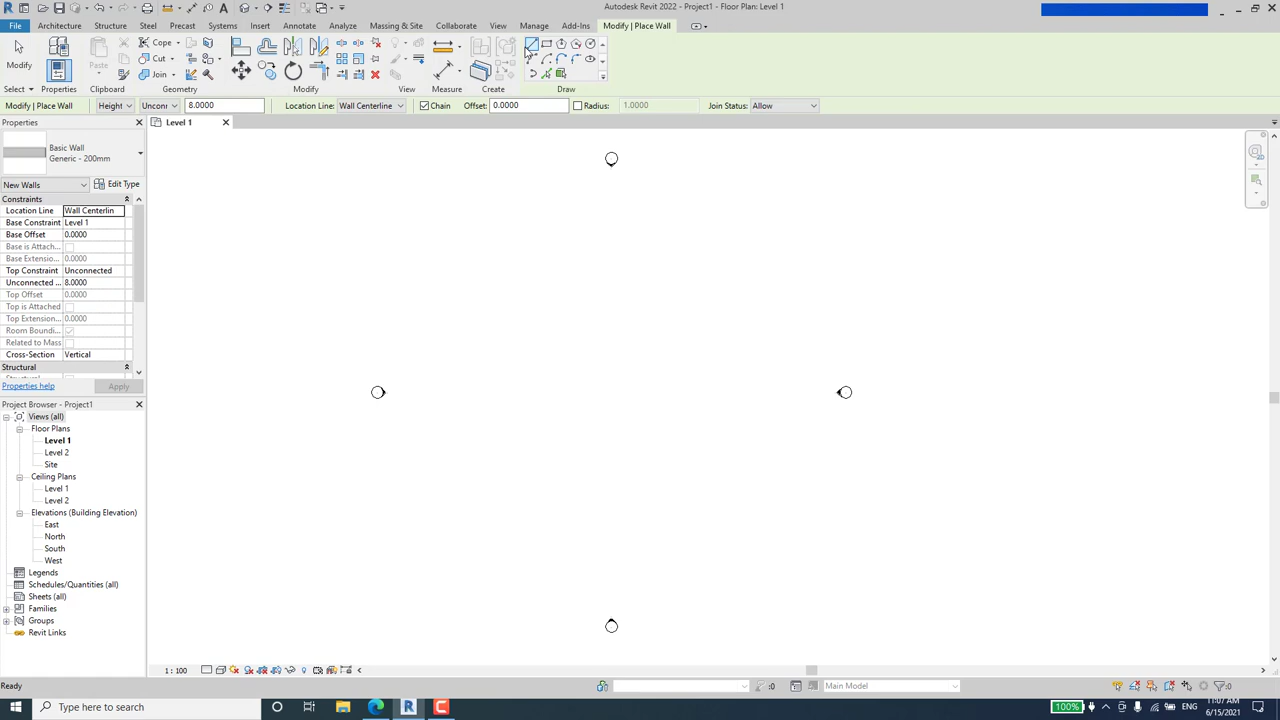 Autodesk Revit 2022 - Project1 - Floor Plan: Level 1
File Architecture Structure Steel Precast Systems Insert Annotate Analyze Massing & Site Collaborate View Manage Add-Ins Modify | Place Wall
Modify Paste Cope Cut Join
Select Properties Clipboard Geometry Modify View Measure Create Draw
Modify | Place Wall Height Uncon 8.0000 Location Line: Wall Centerline Chain Offset: 0.0000 Radius: 1.0000 Join Status: Allow
Properties
Level 1
Basic Wall
Generic - 200mm
New Walls Edit Type
Constraints
Location Line Wall Centerlin
Base Constraint Level 1
Base Offset 0.0000
Base is Attach...
Base Extension... 0.0000
Top Constraint Unconnected
Unconnected ... 8.0000
Top Offset 0.0000
Top is Attached
Top Extension... 0.0000
Room Boundi...
Related to Mass
Cross-Section Vertical
Structural
Properties help Apply
Project Browser - Project1
Views (all)
Floor Plans
Level 1
Level 2
Site
Ceiling Plans
Level 1
Level 2
Elevations (Building Elevation)
East
North
South
West
Legends
Schedules/Quantities (all)
Sheets (all)
Families
Groups
Revit Links
1 : 100
Ready :0 Main Model :0
Type here to search
100% ENG
11:07 AM
6/15/2021